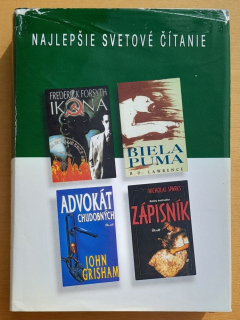 NAJLEPŠIE SVETOVÉ ČÍTANIE
FREDERICK FORSYTH
IKONA
BIELA
PUMA
R. D. LAWRENCE
ADVOKÁT
CHUDOBNÝCH
JOHN
GRISHAM
NICHOLAS SPARKS
ZÁPISNÍK